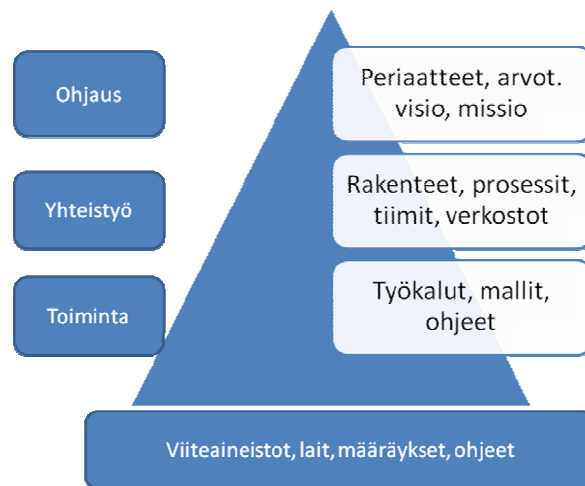 Ohjaus
Periaatteet, arvot.
visio, missio
Yhteistyö
Rakenteet, prosessit,
tiimit, verkostot
Toiminta
Työkalut, mallit,
ohjeet
Viiteaineistot, lait, määräykset, ohjeet